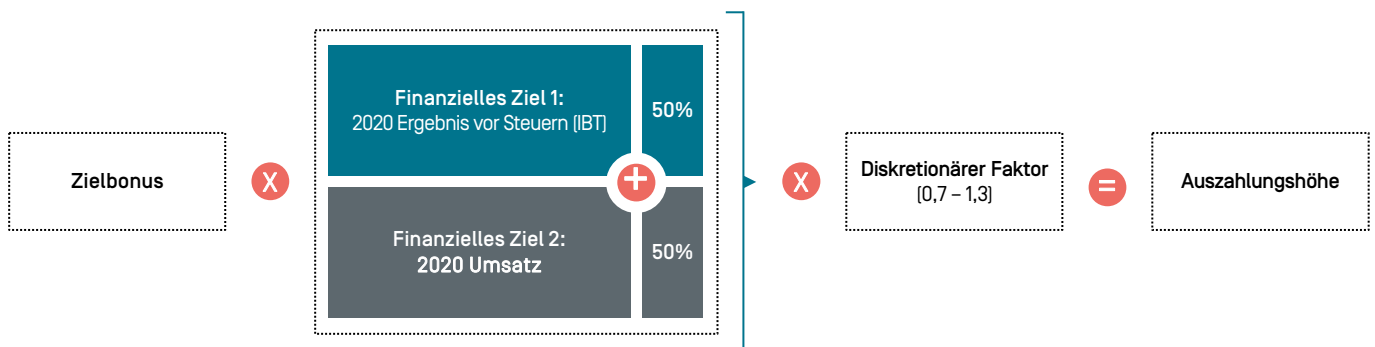 Zielbonus
X
Finanzielles Ziel 1:
2020 Ergebnis vor Steuern (IBT)
50%
+
Finanzielles Ziel 2:
2020 Umsatz
50%
X
Diskretionärer Faktor
(0,7 – 1,3)
=
Auszahlungshöhe